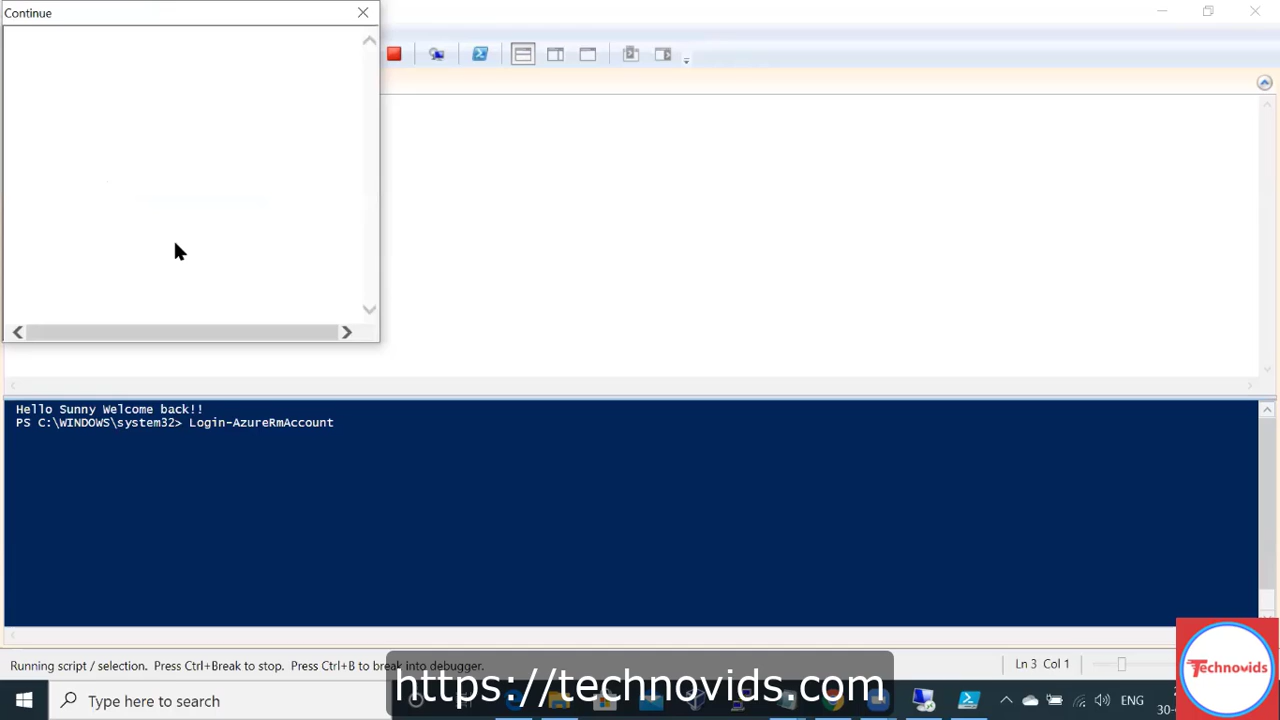 Continue
Hello Sunny Welcome back!!
PS C:\WINDOWS\system32> Login-AzureRmAccount
Running script / selection. Press Ctrl+Break to stop. Press Ctrl+B to break into debugger.
Ln 3 Col 1
https://technovids.com
Technovids
Type here to search
ENG